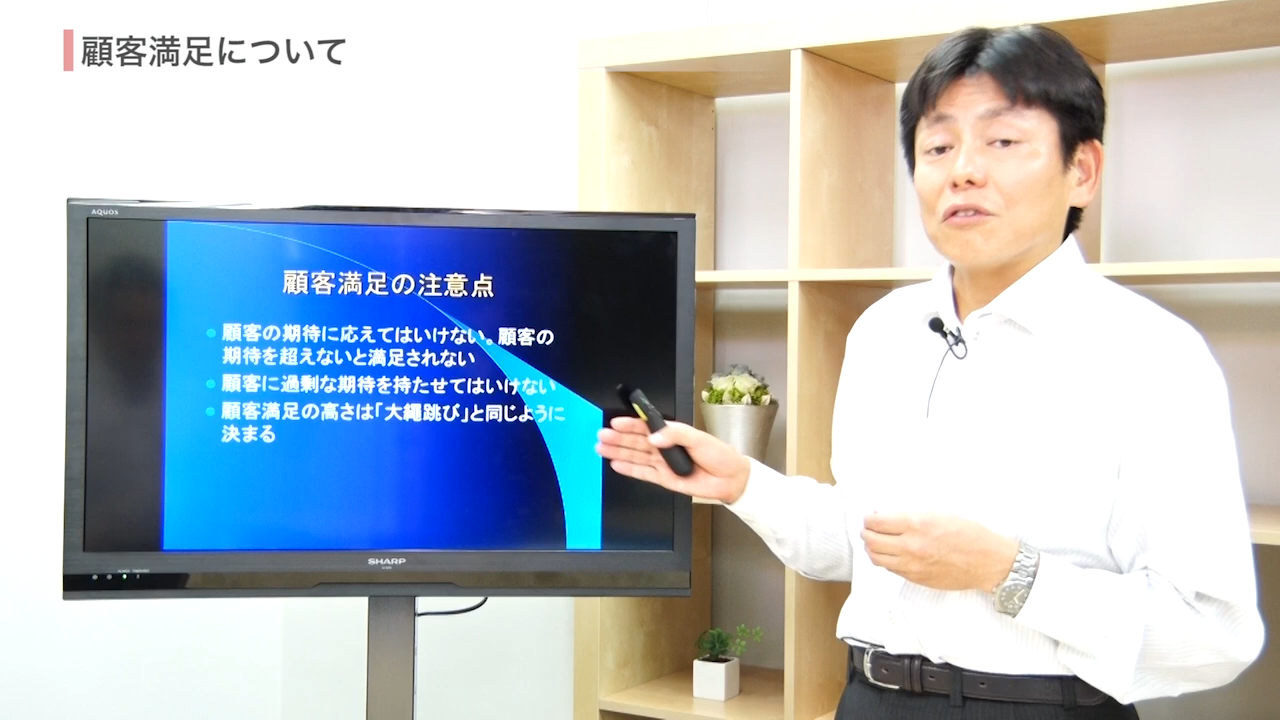 顧客満足について
AQUOS
顧客満足の注意点
顧客の期待に応えてはいけない。顧客の
期待を超えないと満足されない
顧客に過剰な期待を持たせてはいけない
顧客満足の高さは「大縄跳び」と同じように
決まる
SHARP